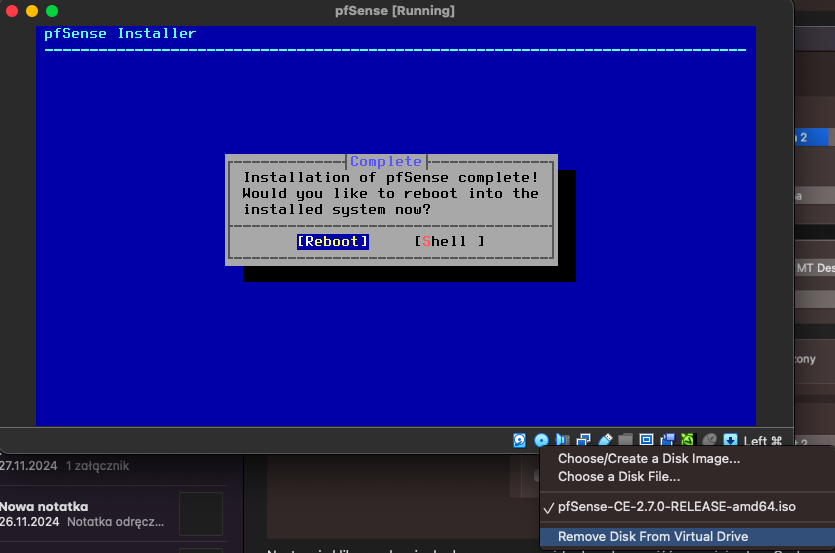 pfSense [Running]
pfSense Installer
Complete
Installation of pfSense complete!
Would you like to reboot into the
installed system now?
[Reboot] [Shell ]
Left ⌘
27.11.2024 1 załącznik
Nowa notatka
26.11.2024 Notatka odręcz...
Choose/Create a Disk Image...
Choose a Disk File...
✓ pfSense-CE-2.7.0-RELEASE-amd64.iso
Remove Disk From Virtual Drive
2
MT Des
2